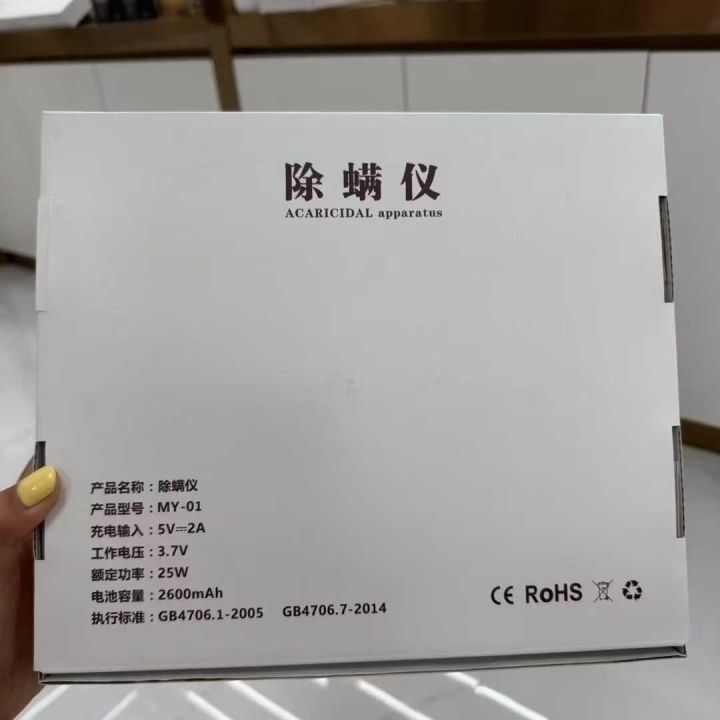 除螨仪
ACARICIDAL apparatus
产品名称：除螨仪
产品型号：MY-01
充电输入：5V⎓2A
工作电压：3.7V
额定功率：25W
电池容量：2600mAh
执行标准：GB4706.1-2005 GB4706.7-2014
CE RoHS